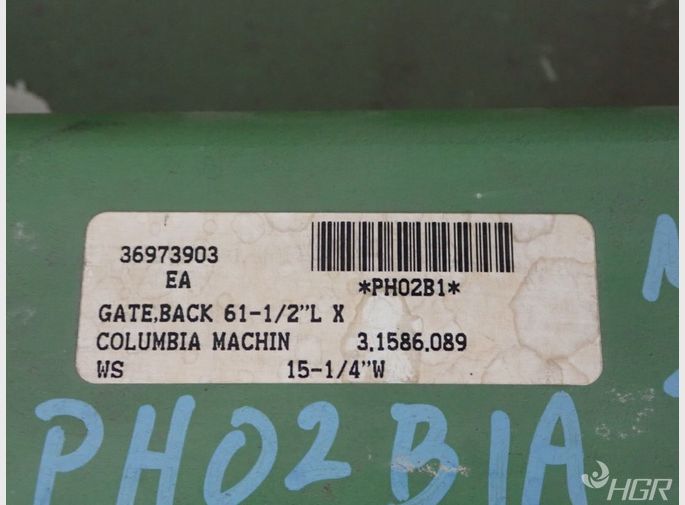 36973903
EA
*PH02B1*
GATE,BACK 61-1/2"L X
COLUMBIA MACHIN 3.1586.089
WS 15-1/4"W
PH02B1A
HGR